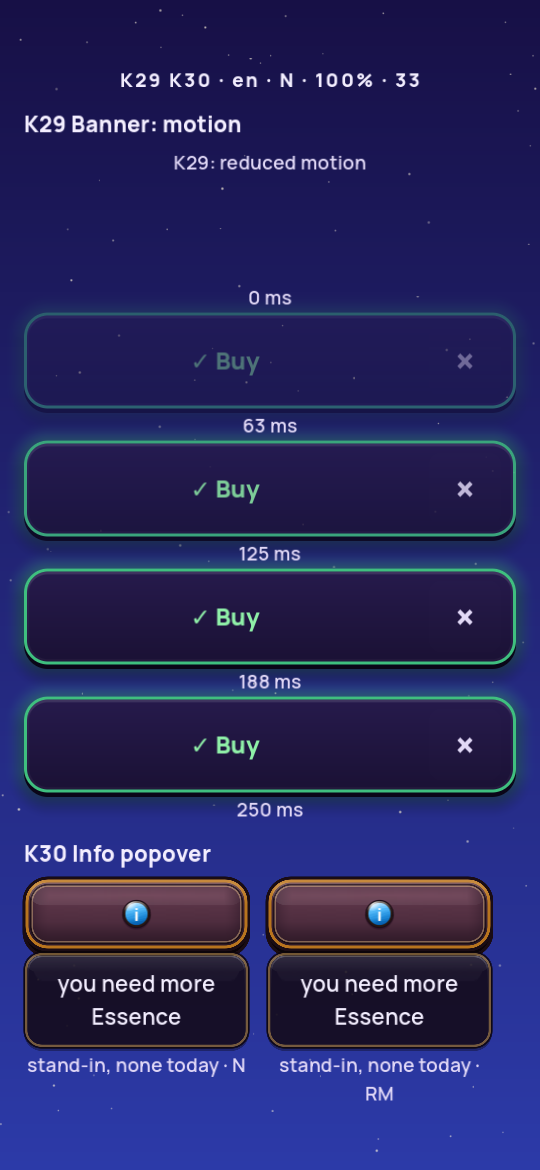 K29 K30 · en · N · 100% · 33
K29 Banner: motion
K29: reduced motion
0 ms
✓ Buy ×
63 ms
✓ Buy ×
125 ms
✓ Buy ×
188 ms
✓ Buy ×
250 ms
K30 Info popover
i i
you need more
Essence
you need more
Essence
stand-in, none today · N
stand-in, none today ·
RM